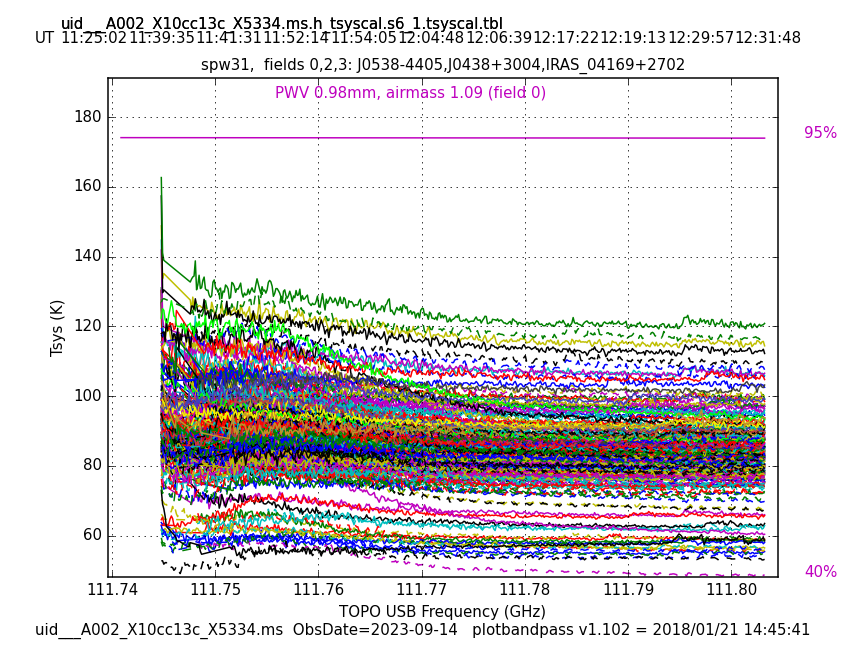 uid___A002_X10cc13c_X5334.ms.h_tsyscal.s6_1.tsyscal.tbl
UT 11:25:02 11:39:35 11:41:31 11:52:14 11:54:05 12:04:48 12:06:39 12:17:22 12:19:13 12:29:57 12:31:48
spw31, fields 0,2,3: J0538-4405,J0438+3004,IRAS_04169+2702
PWV 0.98mm, airmass 1.09 (field 0)
95%
180
160
140
120
100
80
60
Tsys (K)
40%
111.74 111.75 111.76 111.77 111.78 111.79 111.80
TOPO USB Frequency (GHz)
uid___A002_X10cc13c_X5334.ms ObsDate=2023-09-14 plotbandpass v1.102 = 2018/01/21 14:45:41